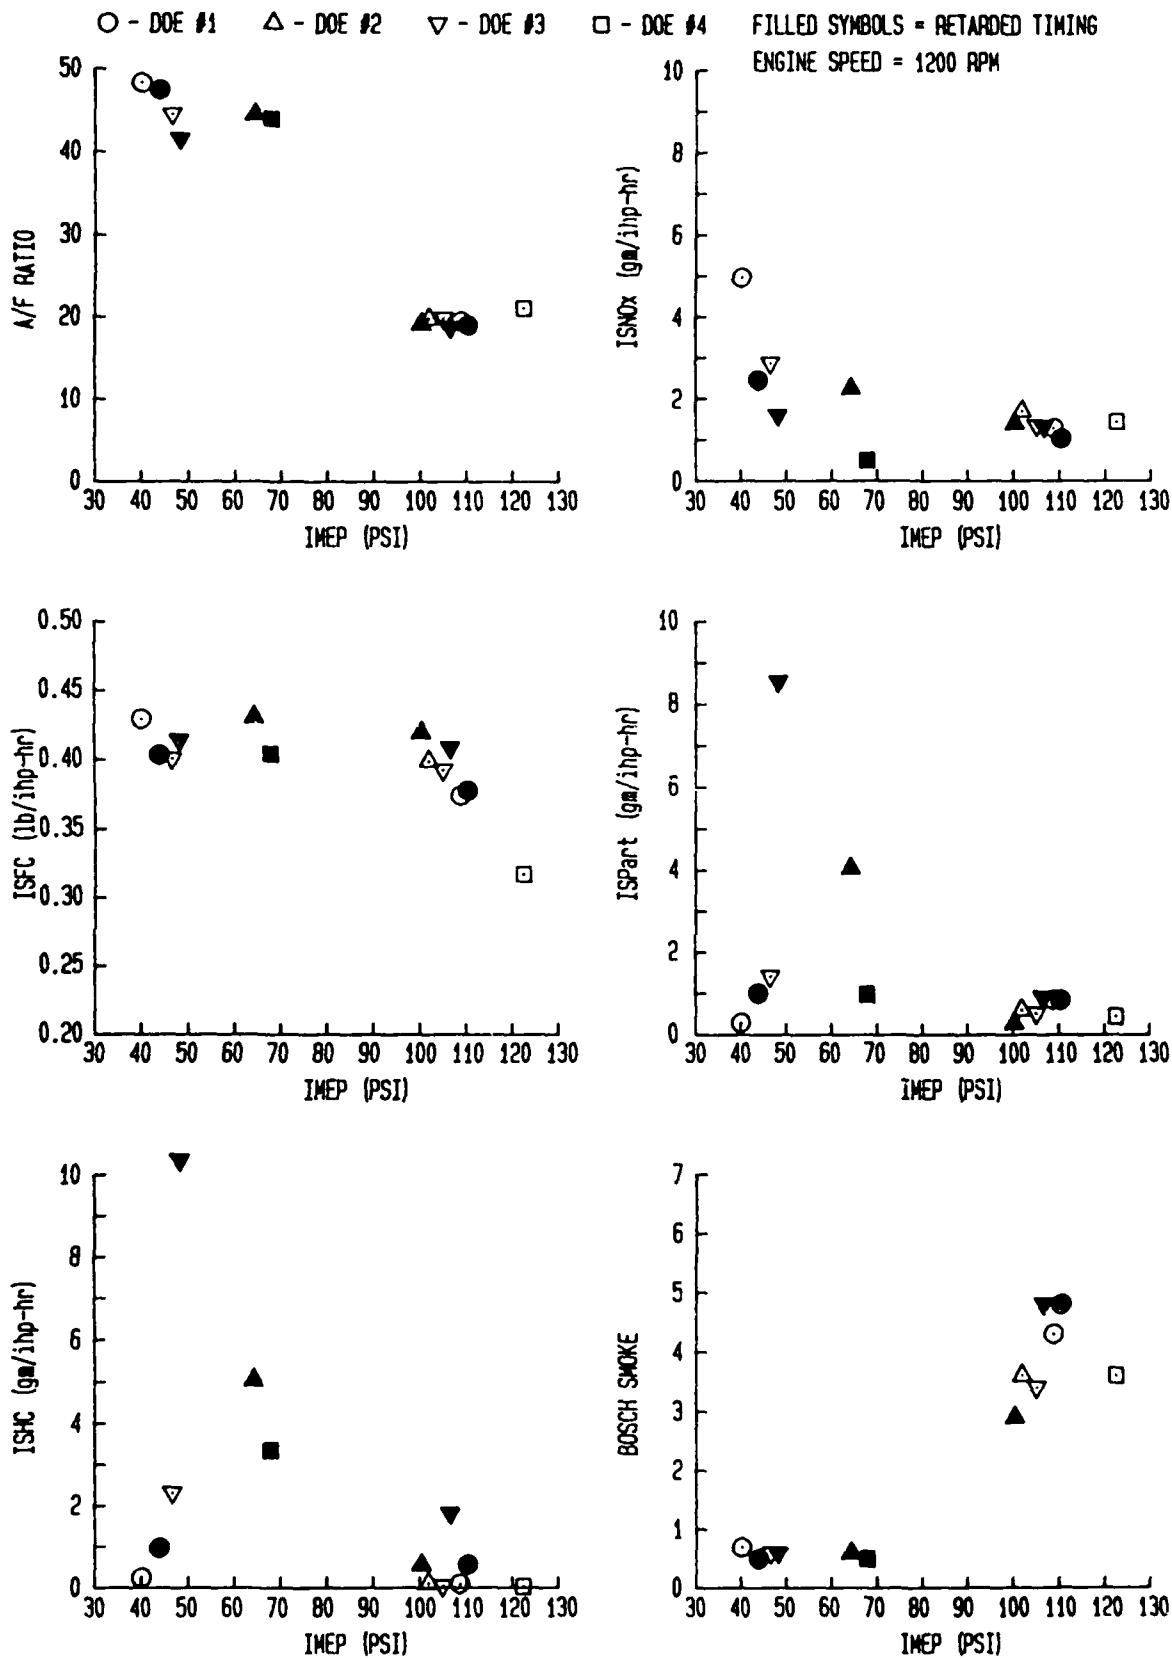 ○ - DOE #1 △ - DOE #2 ▽ - DOE #3 □ - DOE #4 FILLED SYMBOLS = RETARDED TIMING
ENGINE SPEED = 1200 RPM
A/F RATIO
50
40
30
20
10
0
30 40 50 60 70 80 90 100 110 120 130
IMEP (PSI)
ISNOx (gm/ihp-hr)
10
8
6
4
2
0
30 40 50 60 70 80 90 100 110 120 130
IMEP (PSI)
ISFC (lb/ihp-hr)
0.50
0.45
0.40
0.35
0.30
0.25
0.20
30 40 50 60 70 80 90 100 110 120 130
IMEP (PSI)
ISPart (gm/ihp-hr)
10
8
6
4
2
0
30 40 50 60 70 80 90 100 110 120 130
IMEP (PSI)
ISHC (gm/ihp-hr)
10
8
6
4
2
0
30 40 50 60 70 80 90 100 110 120 130
IMEP (PSI)
BOSCH SMOKE
7
6
5
4
3
2
1
0
30 40 50 60 70 80 90 100 110 120 130
IMEP (PSI)